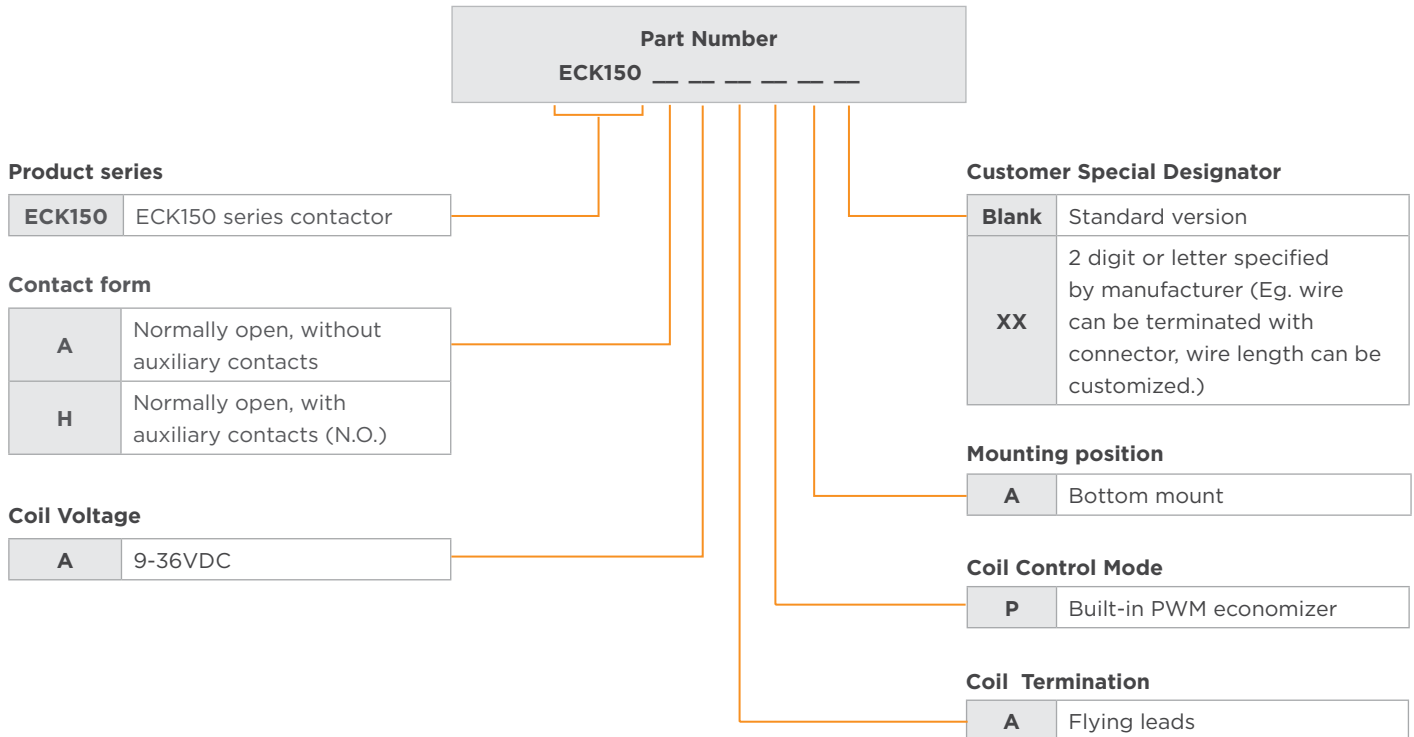 Part Number
ECK150 __ __ __ __ __ __
Product series
ECK150 ECK150 series contactor
Contact form
A Normally open, without
auxiliary contacts
H Normally open, with
auxiliary contacts (N.O.)
Coil Voltage
A 9-36VDC
Customer Special Designator
Blank Standard version
XX 2 digit or letter specified
by manufacturer (Eg. wire
can be terminated with
connector, wire length can be
customized.)
Mounting position
A Bottom mount
Coil Control Mode
P Built-in PWM economizer
Coil Termination
A Flying leads